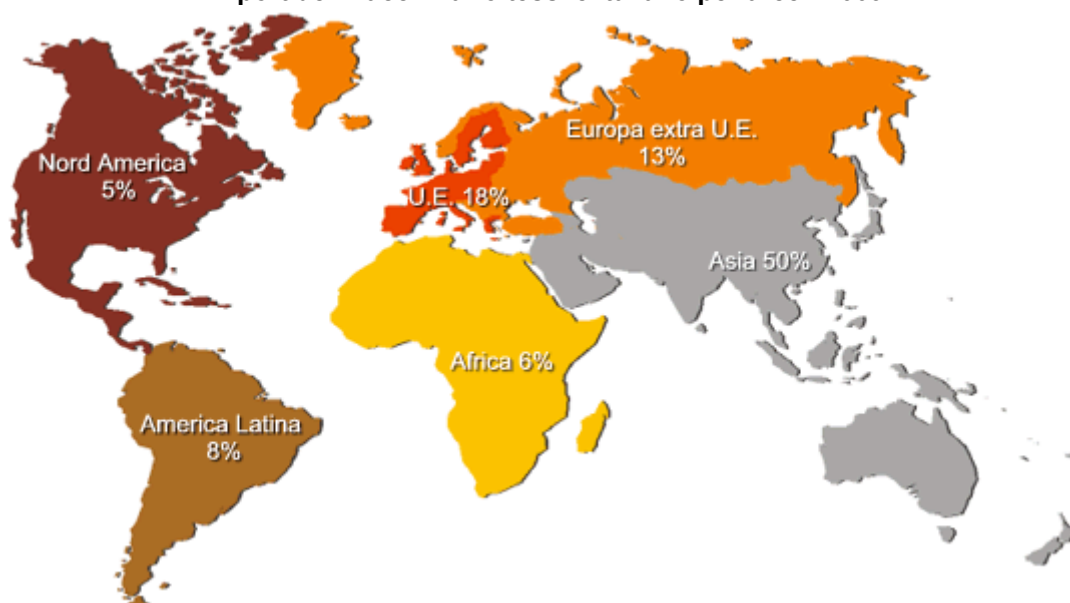 Europa extra U.E.
13%
Nord America
5%
U.E. 18%
Asia 50%
Africa 6%
America Latina
8%